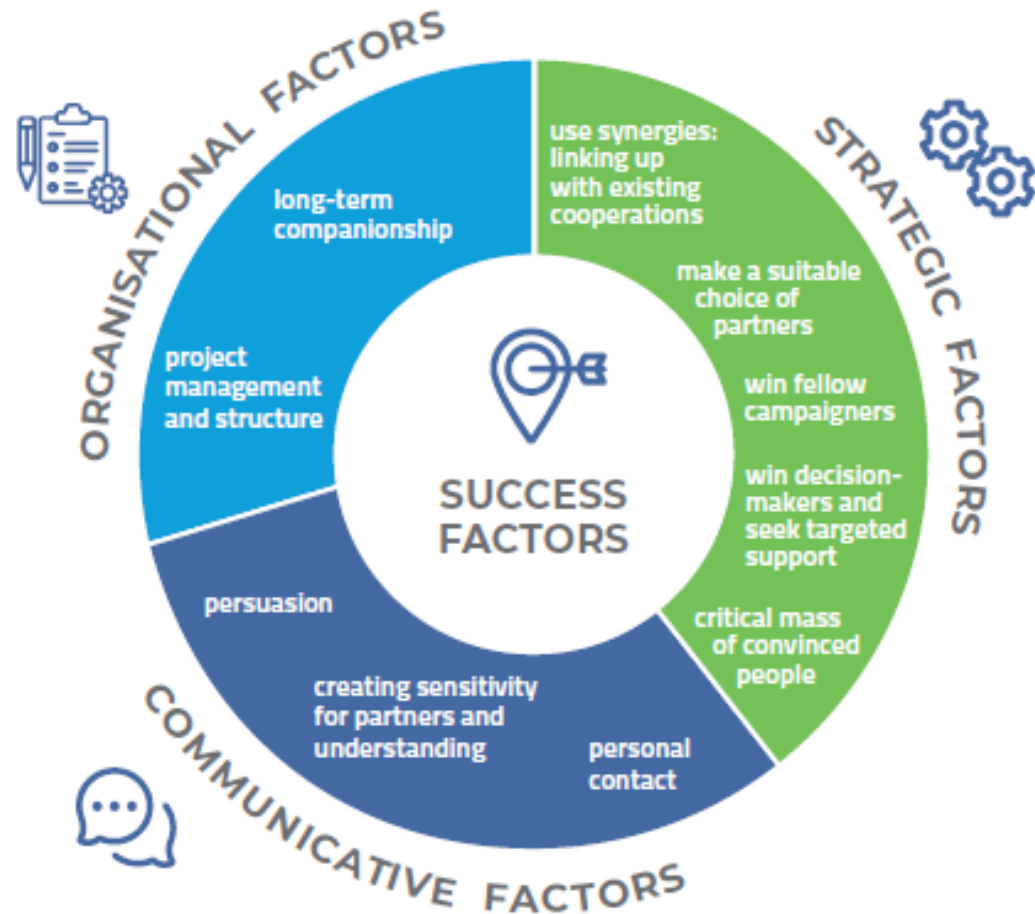 ORGANISATIONAL FACTORS
long-term
companionship
project
management
and structure
STRATEGIC FACTORS
use synergies:
linking up
with existing
cooperations
make a suitable
choice of
partners
win fellow
campaigners
win decision-
makers and
seek targeted
support
critical mass
of convinced
people
SUCCESS
FACTORS
persuasion
creating sensitivity
for partners and
understanding
personal
contact
COMMUNICATIVE FACTORS